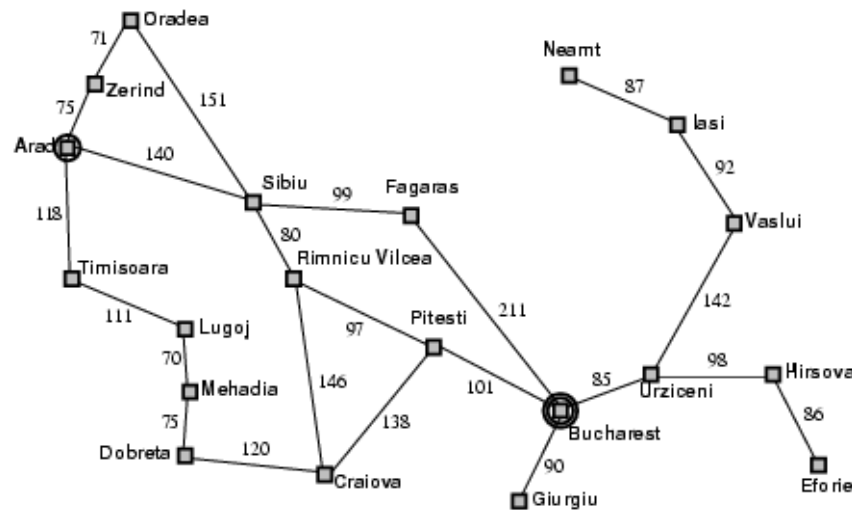 Oradea
71
Neamt
Zerind
87
151
75
Iasi
Arad
140
92
Sibiu
Fagaras
99
118
Vaslui
80
Timisoara
Rimnicu Vilcea
142
111
211
Lugoj
97
Pitesti
70
98
Hirsova
146
85
Mehadia
101
Urziceni
75
138
86
Bucharest
Dobreta
120
90
Craiova
Eforie
Giurgiu